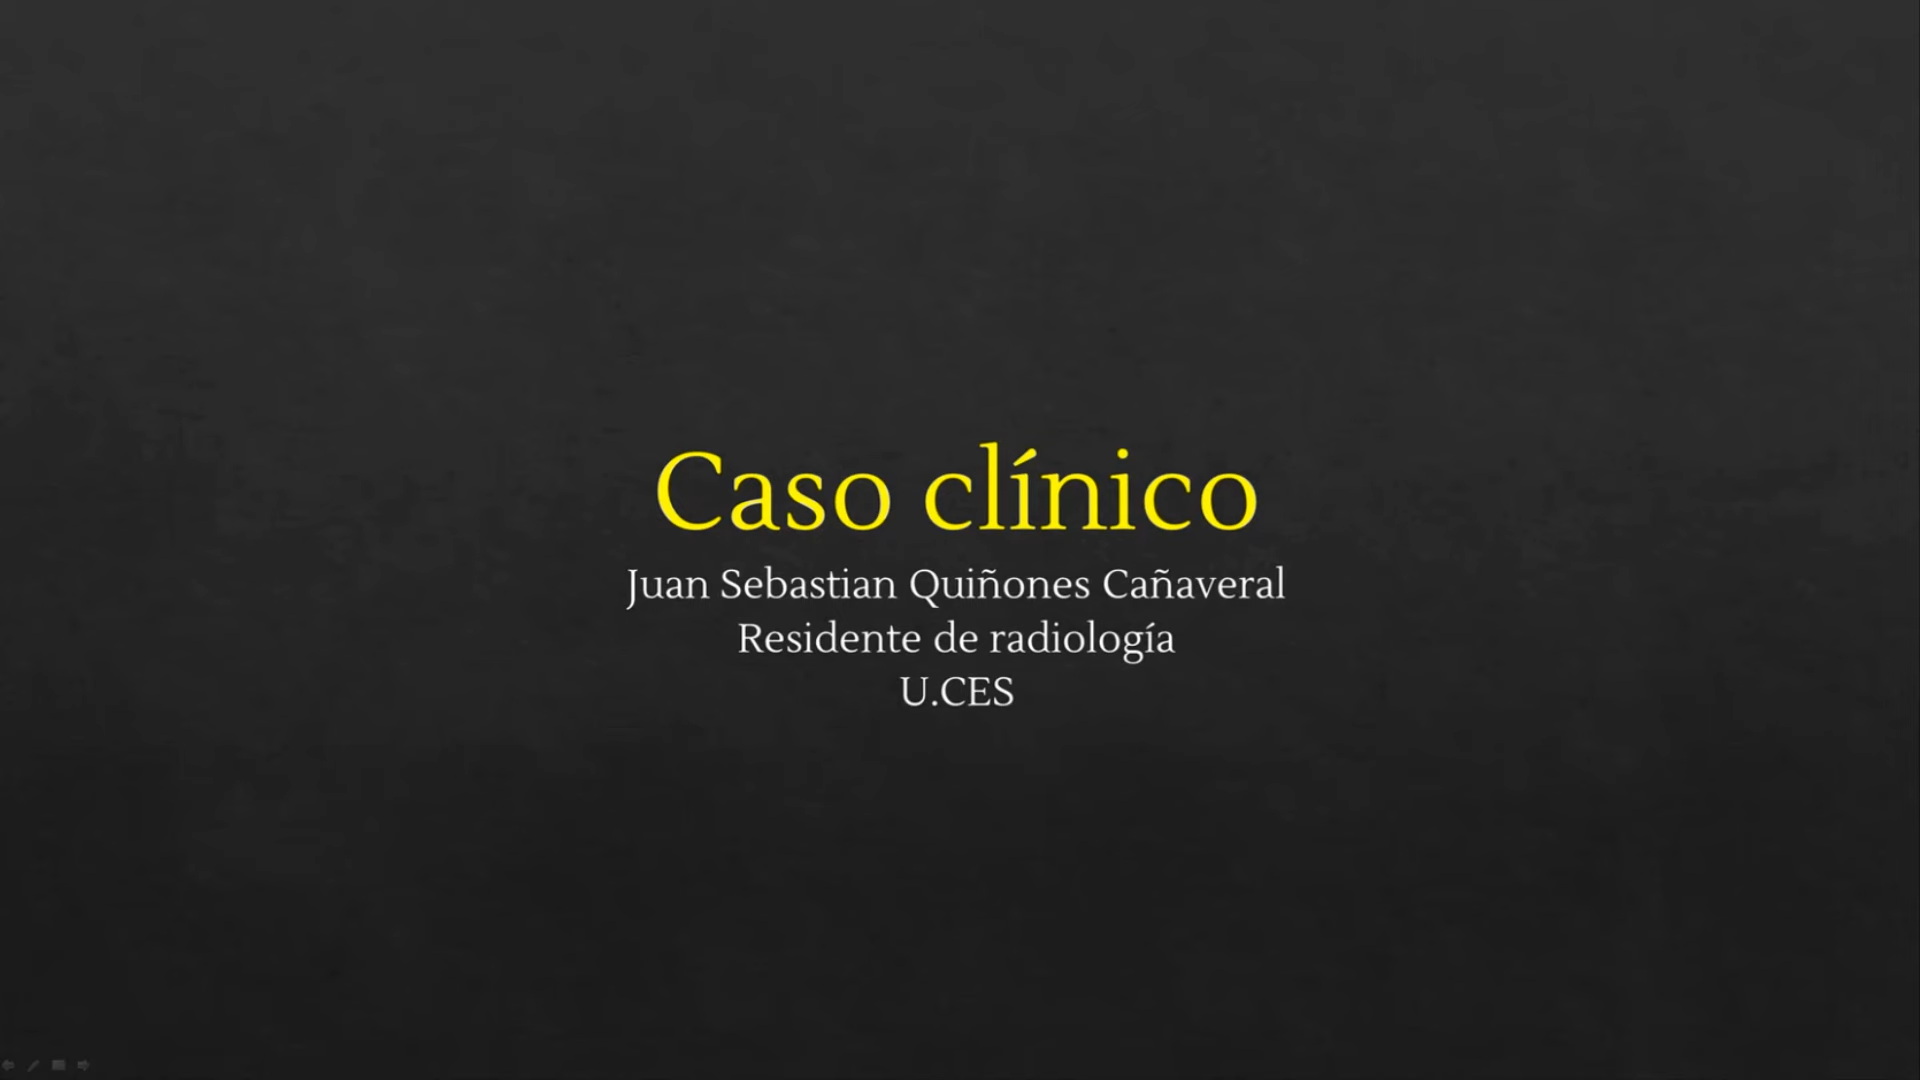 Caso clínico
Juan Sebastian Quiñones Cañaveral
Residente de radiología
U.CES